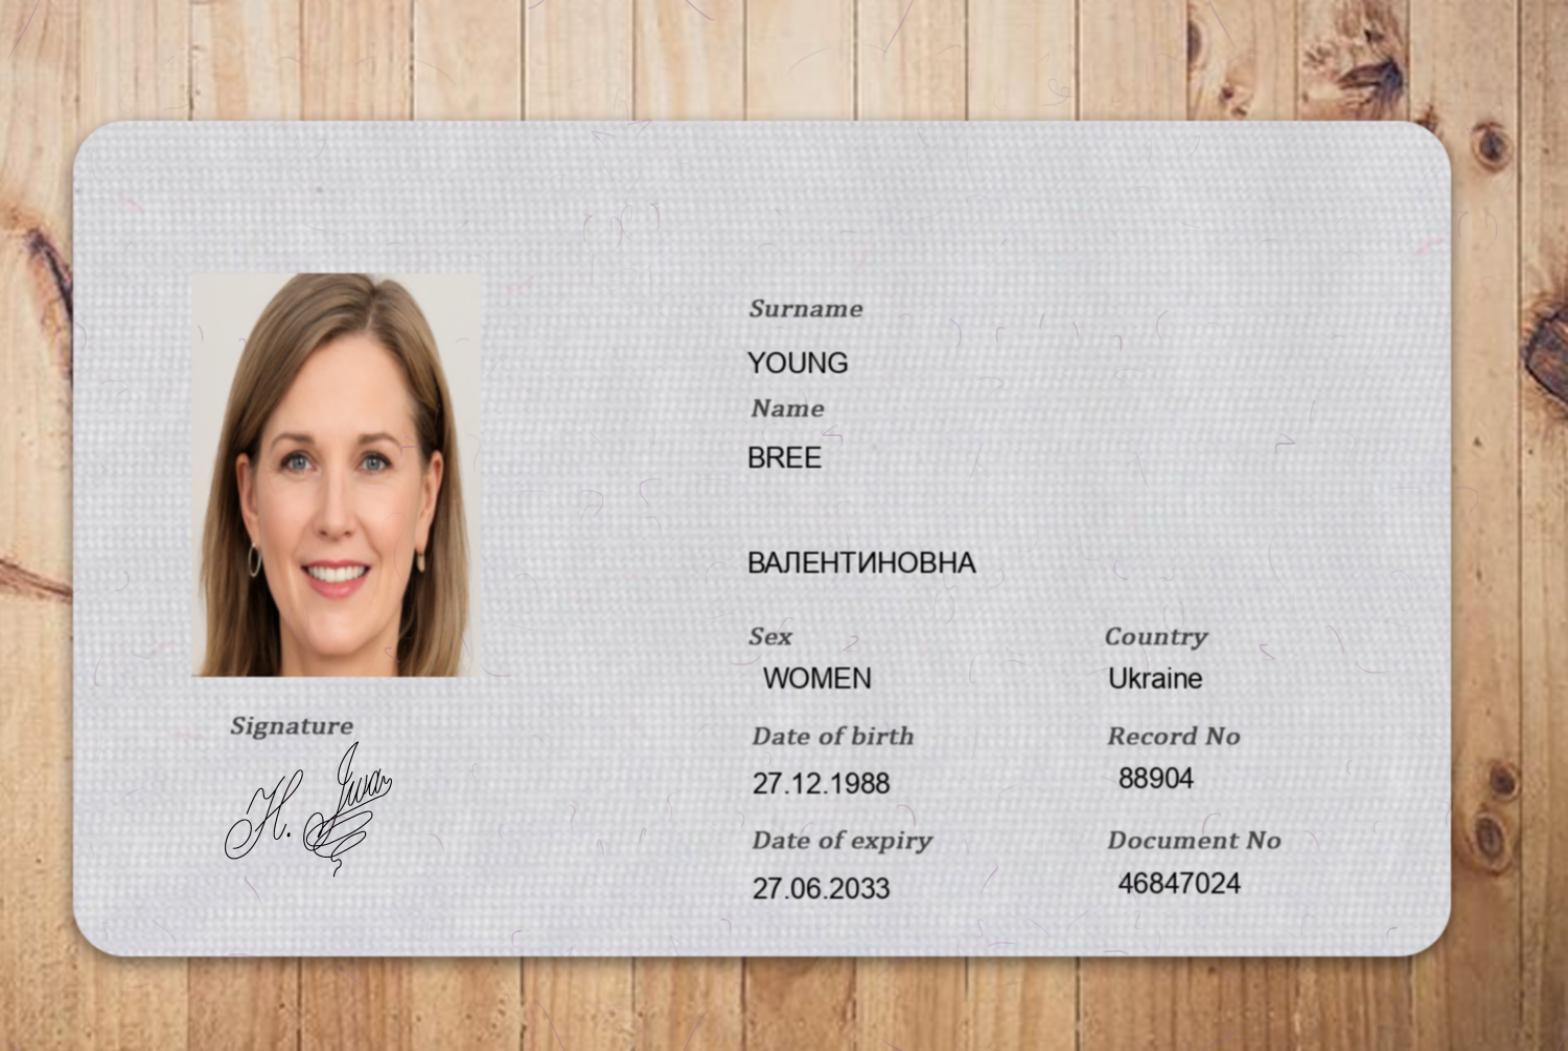 Surname
YOUNG
Name
BREE
ВАЛЕНТИНОВНА
Sex Country
WOMEN Ukraine
Date of birth Record No
27.12.1988 88904
Date of expiry Document No
27.06.2033 46847024
Signature